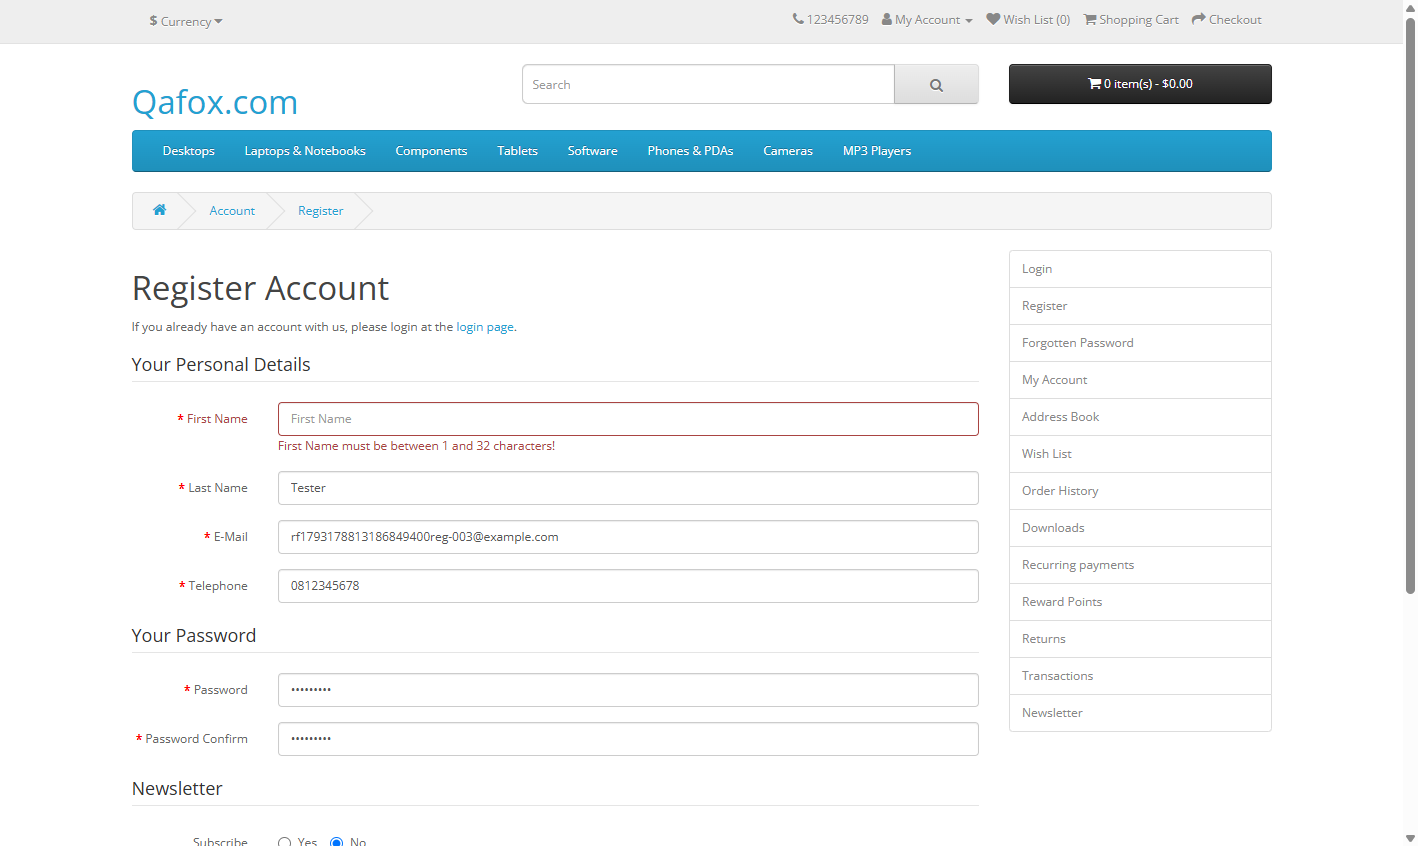 $ Currency
123456789 My Account Wish List (0) Shopping Cart Checkout
Qafox.com
Search
0 item(s) - $0.00
Desktops Laptops & Notebooks Components Tablets Software Phones & PDAs Cameras MP3 Players
Account Register
Register Account
If you already have an account with us, please login at the login page.
Your Personal Details
* First Name First Name
First Name must be between 1 and 32 characters!
* Last Name Tester
* E-Mail rf1793178813186849400reg-003@example.com
* Telephone 0812345678
Your Password
* Password •••••••••
* Password Confirm •••••••••
Newsletter
Subscribe Yes No
Login
Register
Forgotten Password
My Account
Address Book
Wish List
Order History
Downloads
Recurring payments
Reward Points
Returns
Transactions
Newsletter